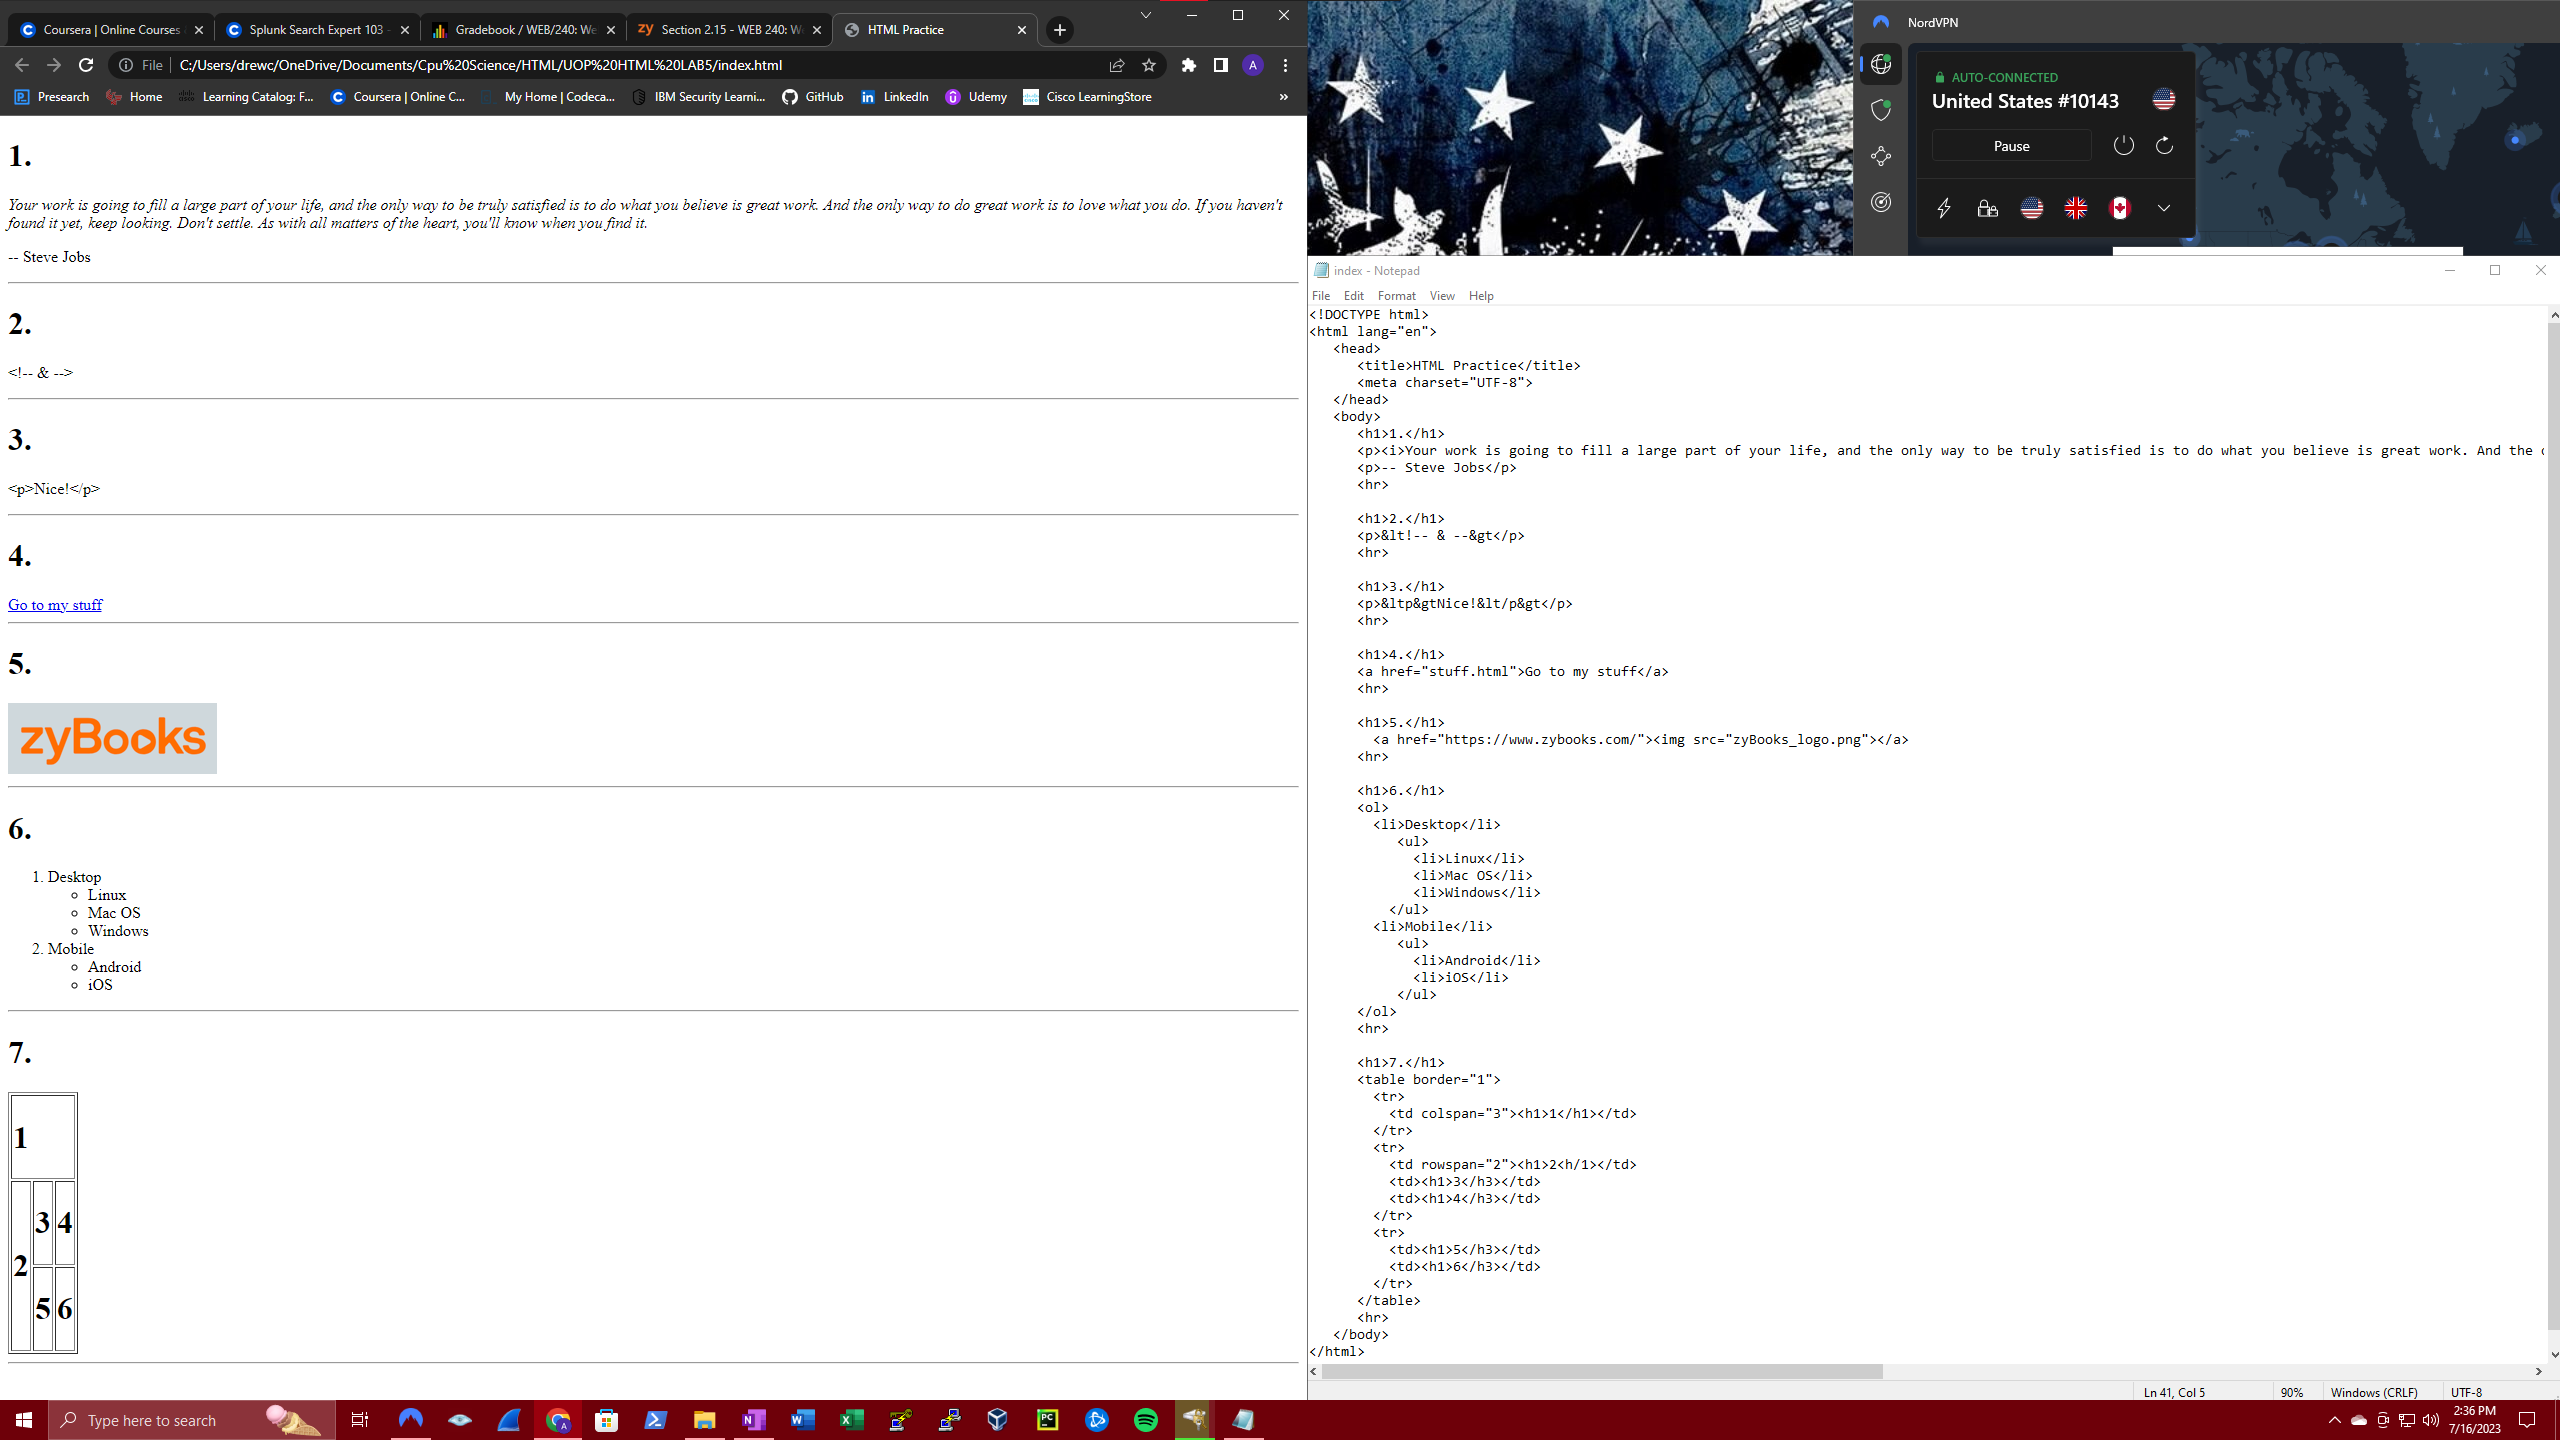 Coursera | Online Courses
Splunk Search Expert 103 -
Gradebook / WEB/240: We
Section 2.15 - WEB 240: W
HTML Practice
File
C:/Users/drewc/OneDrive/Documents/Cpu%20Science/HTML/UOP%20HTML%20LAB5/index.html
A
Presearch
Home
Learning Catalog: F...
Coursera | Online C...
My Home | Codeca...
IBM Security Learni...
GitHub
LinkedIn
Udemy
Cisco LearningStore
»
1.
Your work is going to fill a large part of your life, and the only way to be truly satisfied is to do what you believe is great work. And the only way to do great work is to love what you do. If you haven't
found it yet, keep looking. Don't settle. As with all matters of the heart, you'll know when you find it.
-- Steve Jobs
2.
<!-- & -->
3.
<p>Nice!</p>
4.
Go to my stuff
5.
zyBooks
6.
1. Desktop
Linux
Mac OS
Windows
2. Mobile
Android
iOS
7.
1
3 4
2
5 6
NordVPN
AUTO-CONNECTED
United States #10143
Pause
index - Notepad
File Edit Format View Help
<!DOCTYPE html>
<html lang="en">
<head>
<title>HTML Practice</title>
<meta charset="UTF-8">
</head>
<body>
<h1>1.</h1>
<p><i>Your work is going to fill a large part of your life, and the only way to be truly satisfied is to do what you believe is great work. And the
<p>-- Steve Jobs</p>
<hr>
<h1>2.</h1>
<p>&lt!-- & --&gt</p>
<hr>
<h1>3.</h1>
<p>&ltp&gtNice!&lt/p&gt</p>
<hr>
<h1>4.</h1>
<a href="stuff.html">Go to my stuff</a>
<hr>
<h1>5.</h1>
<a href="https://www.zybooks.com/"><img src="zyBooks_logo.png"></a>
<hr>
<h1>6.</h1>
<ol>
<li>Desktop</li>
<ul>
<li>Linux</li>
<li>Mac OS</li>
<li>Windows</li>
</ul>
<li>Mobile</li>
<ul>
<li>Android</li>
<li>iOS</li>
</ul>
</ol>
<hr>
<h1>7.</h1>
<table border="1">
<tr>
<td colspan="3"><h1>1</h1></td>
</tr>
<tr>
<td rowspan="2"><h1>2<h/1></td>
<td><h1>3</h3></td>
<td><h1>4</h3></td>
</tr>
<tr>
<td><h1>5</h3></td>
<td><h1>6</h3></td>
</tr>
</table>
<hr>
</body>
</html>
Ln 41, Col 5
90%
Windows (CRLF)
UTF-8
Type here to search
2:36 PM
7/16/2023